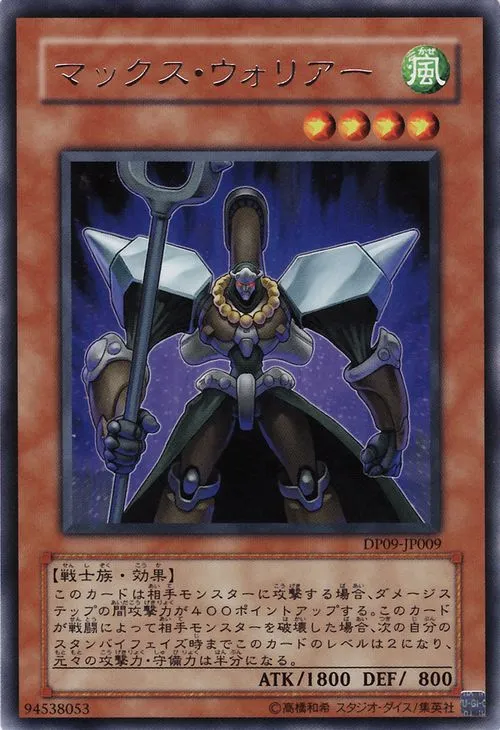 マックス・ウォリアー
風
DP09-JP009
【戦士族・効果】
このカードは相手モンスターに攻撃する場合、ダメージス
テップの間攻撃力が400ポイントアップする。このカード
が戦闘によって相手モンスターを破壊した場合、次の自分の
スタンバイフェイズ時までこのカードのレベルは2になり、
元々の攻撃力・守備力は半分になる。
ATK/1800 DEF/ 800
94538053
©高橋和希 スタジオ・ダイス/集英社